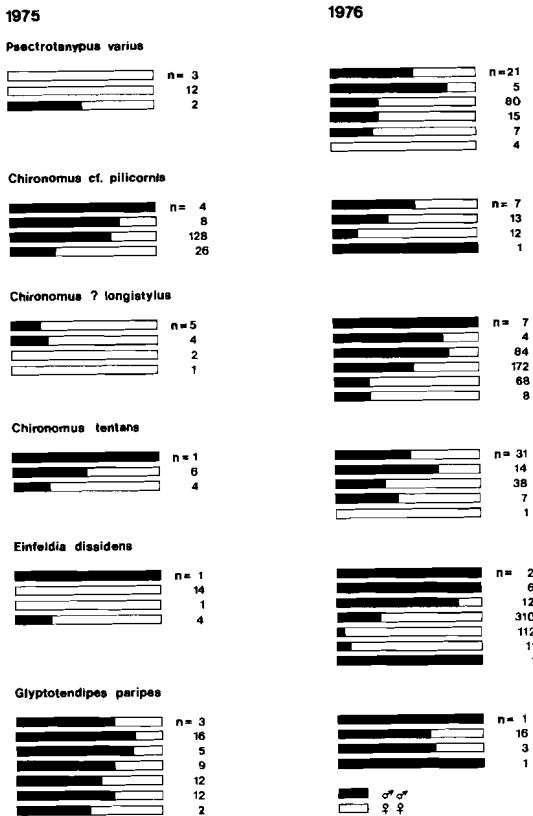 1975
1976
Psectrotanypus varius
n= 3
12
2
n=21
5
80
15
7
4
Chironomus cf. pilicornis
n= 4
8
128
26
n= 7
13
12
1
Chironomus ? longistylus
n=5
4
2
1
n= 7
4
84
172
68
8
Chironomus tentans
n=1
6
4
n= 31
14
38
7
1
Einfeldia dissidens
n= 1
14
1
4
n= 2
6
12
310
112
Glyptotendipes paripes
n= 3
16
5
9
12
12
2
n= 1
16
3
1
♂♂
♀♀